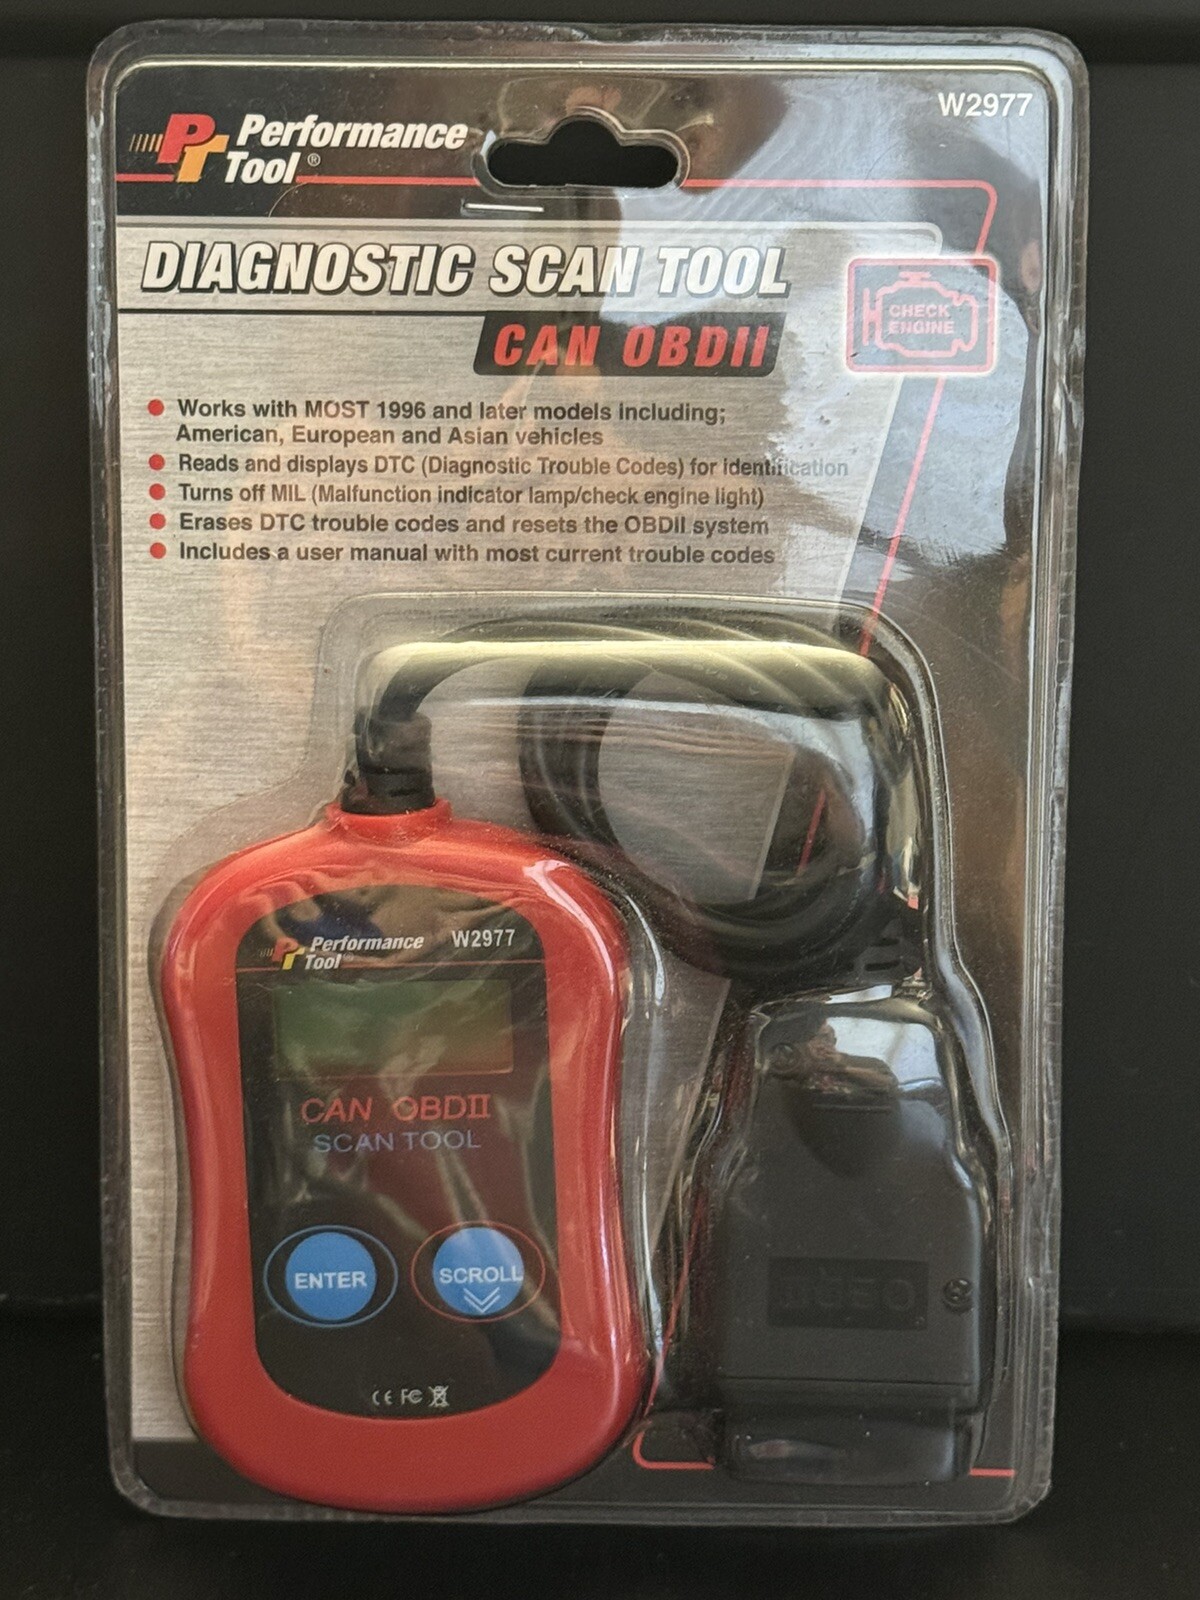 W2977
PT Performance
Tool ®
DIAGNOSTIC SCAN TOOL
CAN OBDII
CHECK
ENGINE
Works with MOST 1996 and later models including;
American, European and Asian vehicles
Reads and displays DTC (Diagnostic Trouble Codes) for identification
Turns off MIL (Malfunction indicator lamp/check engine light)
Erases DTC trouble codes and resets the OBDII system
Includes a user manual with most current trouble codes
PT Performance W2977
Tool ®
CAN OBDII
SCAN TOOL
ENTER
SCROLL
CE FC